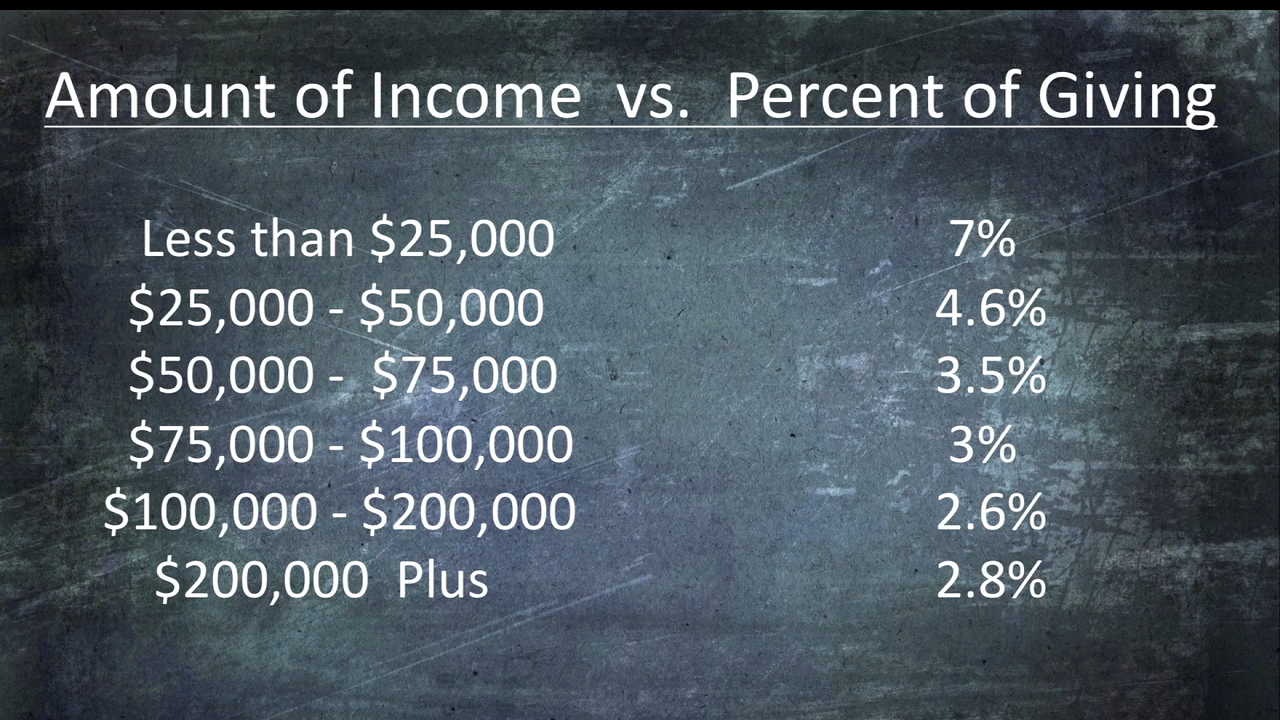 Amount of Income vs. Percent of Giving
Less than $25,000 7%
$25,000 - $50,000 4.6%
$50,000 - $75,000 3.5%
$75,000 - $100,000 3%
$100,000 - $200,000 2.6%
$200,000 Plus 2.8%